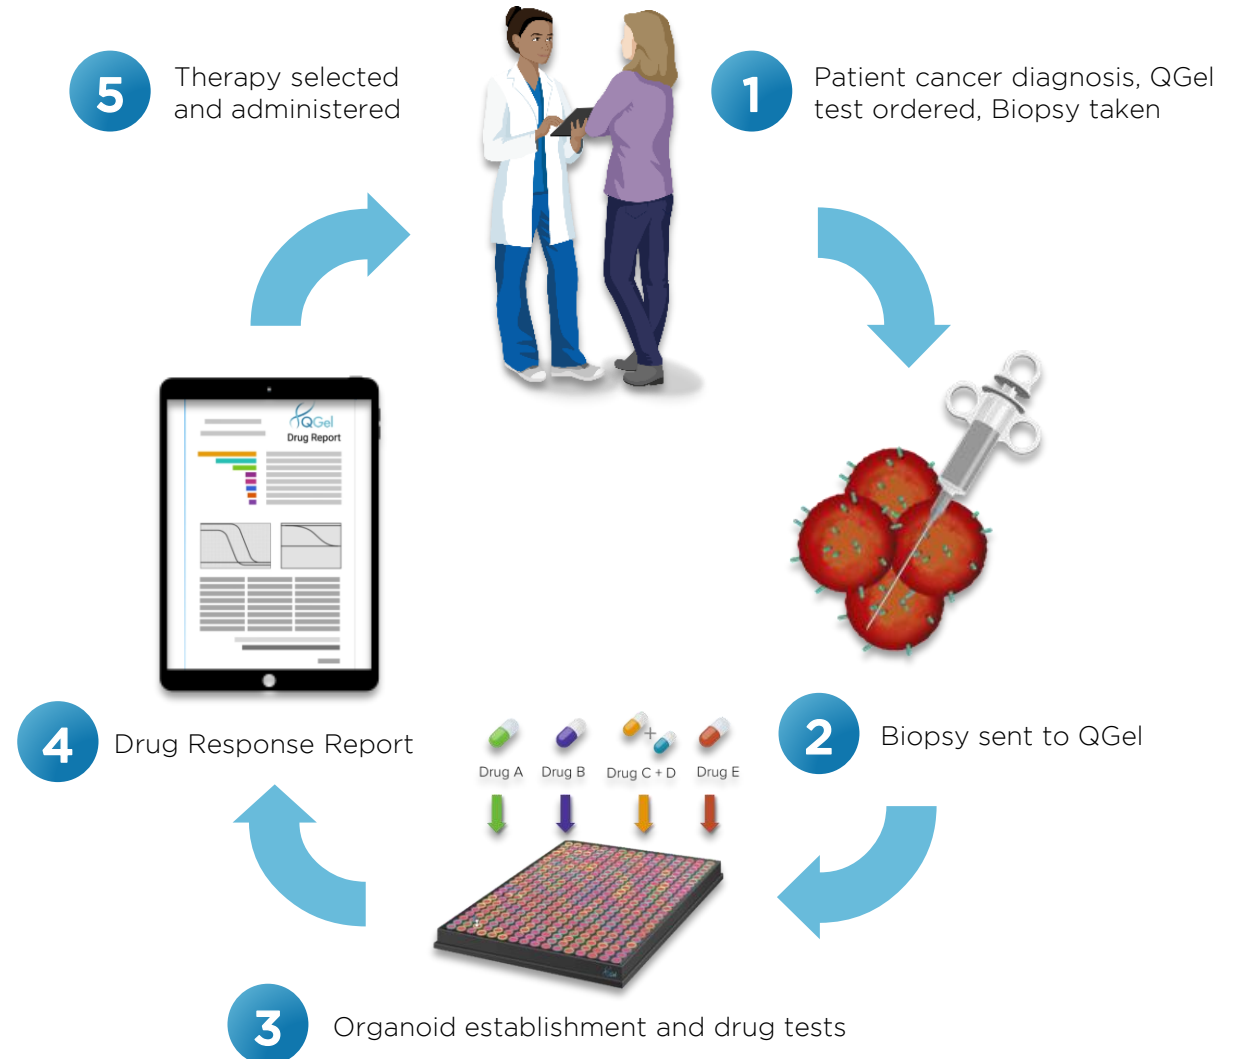 5
Therapy selected
and administered
1
Patient cancer diagnosis, QGel
test ordered, Biopsy taken
QGel
Drug Report
4
Drug Response Report
2
Biopsy sent to QGel
+
Drug A
Drug B
Drug C + D
Drug E
3
Organoid establishment and drug tests